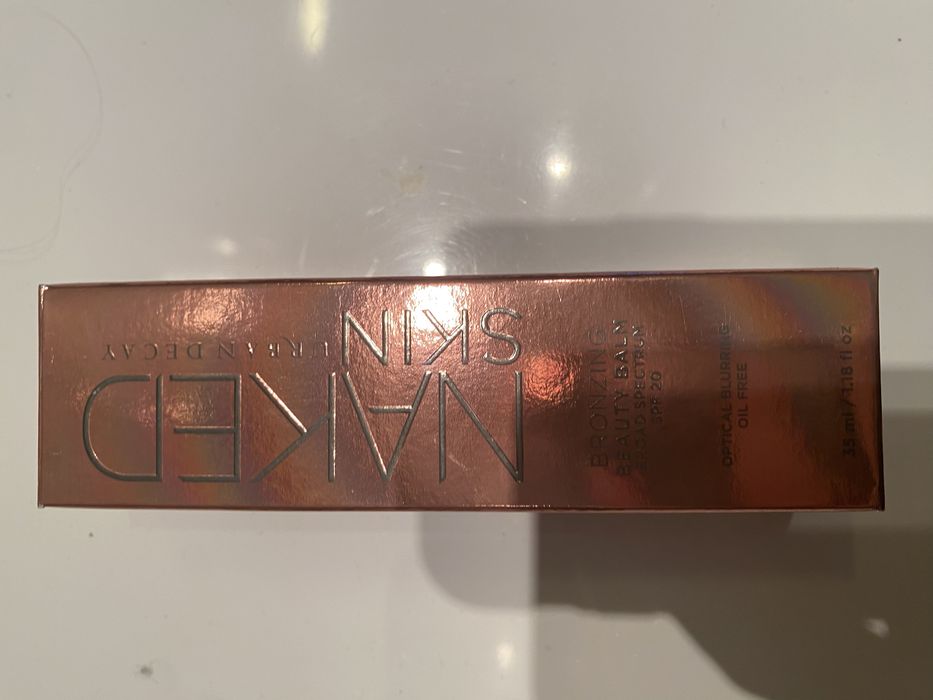 NAKED
SKIN
URBAN DECAY
BRONZING
BEAUTY BALM
BROAD SPECTRUM
SPF 20
OPTICAL BLURRING
OIL FREE
35 ml / 1.18 fl oz